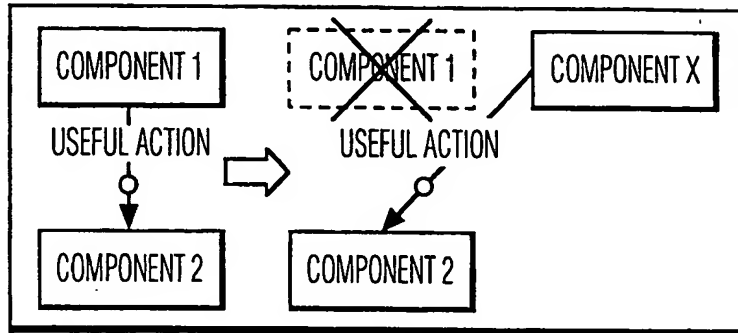 COMPONENT 1
COMPONENT 1
COMPONENT X
USEFUL ACTION
USEFUL ACTION
COMPONENT 2
COMPONENT 2